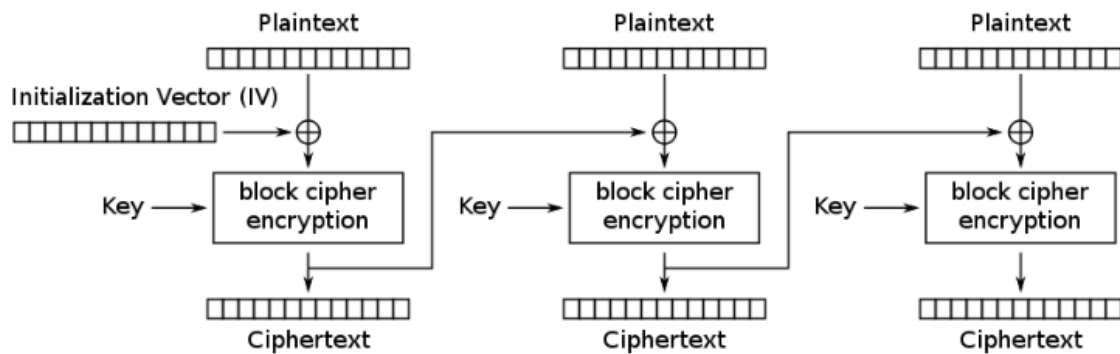 Plaintext
Plaintext
Plaintext
Initialization Vector (IV)
Key
block cipher
encryption
Key
block cipher
encryption
Key
block cipher
encryption
Ciphertext
Ciphertext
Ciphertext